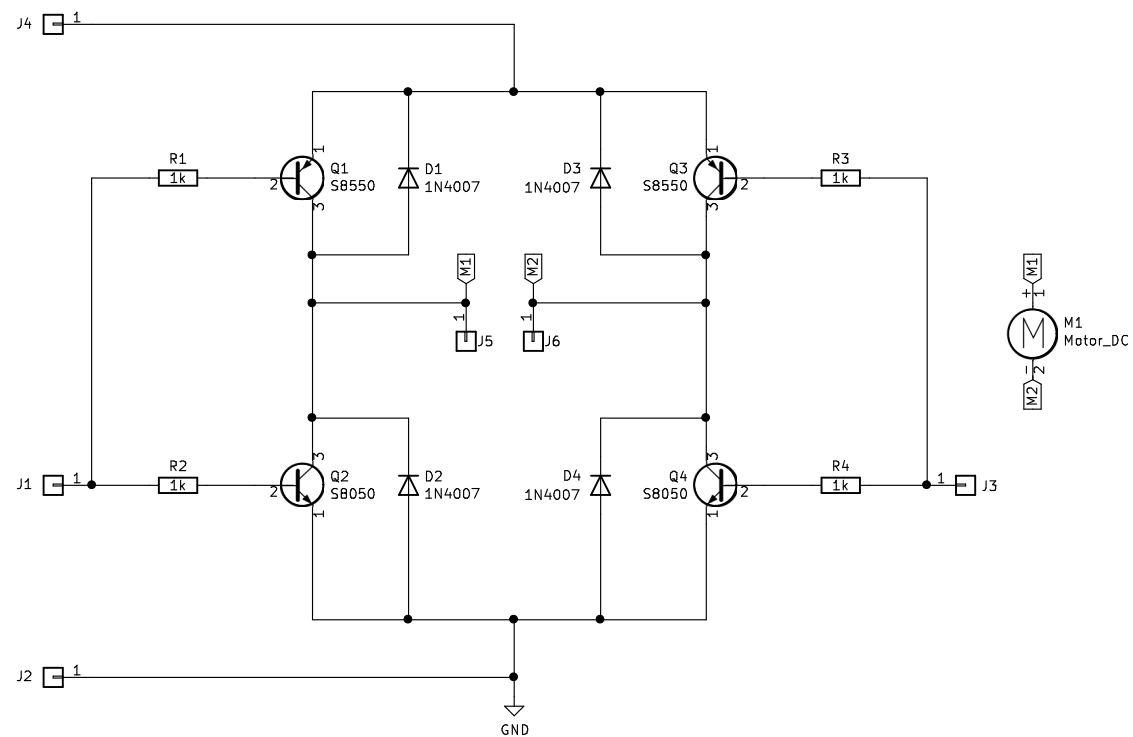 J4 1
1 1
R1 Q1 D1 D3 Q3 R3
1k 2 S8550 1N4007 1N4007 S8550 2 1k
3 3
M1 M2 M1
+ 1
1 1 M1
J5 J6 M Motor_DC
- 2
M2
3 3
R2 Q2 D2 D4 Q4 R4
J1 1 1k 2 S8050 1N4007 1N4007 S8050 2 1k 1 J3
1 1
J2 1
GND